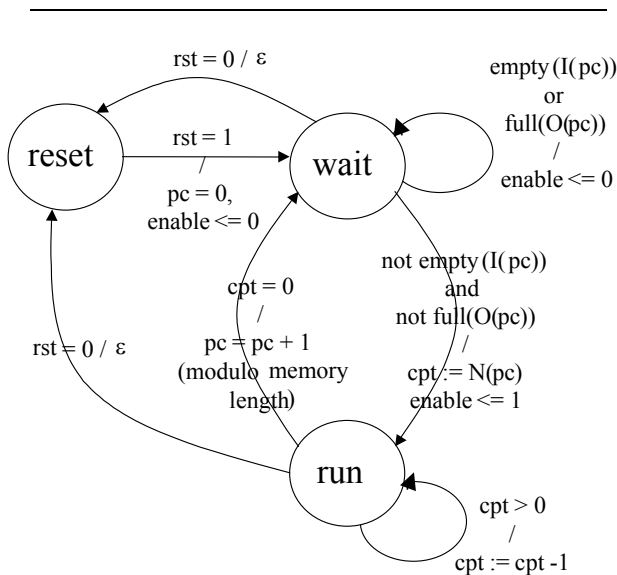 rst = 0 / ε
empty (I( pc))
or
full(O(pc))
/
enable <= 0
reset
rst = 1
/
pc = 0,
enable <= 0
wait
not empty (I( pc))
and
not full(O(pc))
/
cpt := N(pc)
enable <= 1
cpt = 0
/
pc = pc + 1
(modulo memory
length)
rst = 0 / ε
run
cpt > 0
/
cpt := cpt -1